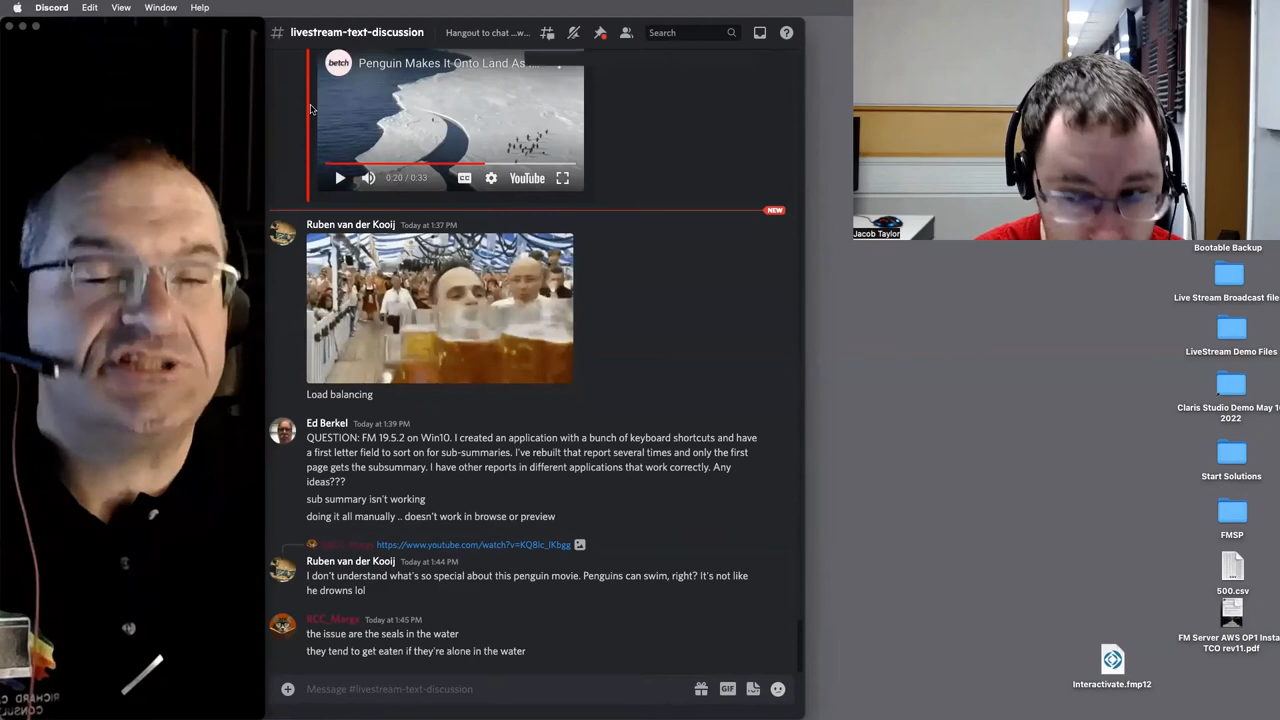 Discord Edit View Window Help
# livestream-text-discussion Hangout to chat ...w... Search
betch Penguin Makes It Onto Land As
0:20 / 0:33 CC YouTube
NEW
Ruben van der Kooij Today at 1:37 PM
Load balancing
Ed Berkel Today at 1:39 PM
QUESTION: FM 19.5.2 on Win10. I created an application with a bunch of keyboard shortcuts and have
a first letter field to sort on for sub-summaries. I've rebuilt that report several times and only the first
page gets the subsummary. I have other reports in different applications that work correctly. Any
ideas???
sub summary isn't working
doing it all manually .. doesn't work in browse or preview
https://www.youtube.com/watch?v=KQ8Ic_lKbgg
Ruben van der Kooij Today at 1:44 PM
I don't understand what's so special about this penguin movie. Penguins can swim, right? It's not like
he drowns lol
RCC_Margs Today at 1:45 PM
the issue are the seals in the water
they tend to get eaten if they're alone in the water
Message #livestream-text-discussion
GIF
Jacob Taylor
Bootable Backup
Live Stream Broadcast file
LiveStream Demo Files
Claris Studio Demo May 1
2022
Start Solutions
FMSP
500.csv
FM Server AWS OP1 Insta
TCO rev11.pdf
Interactivate.fmp12